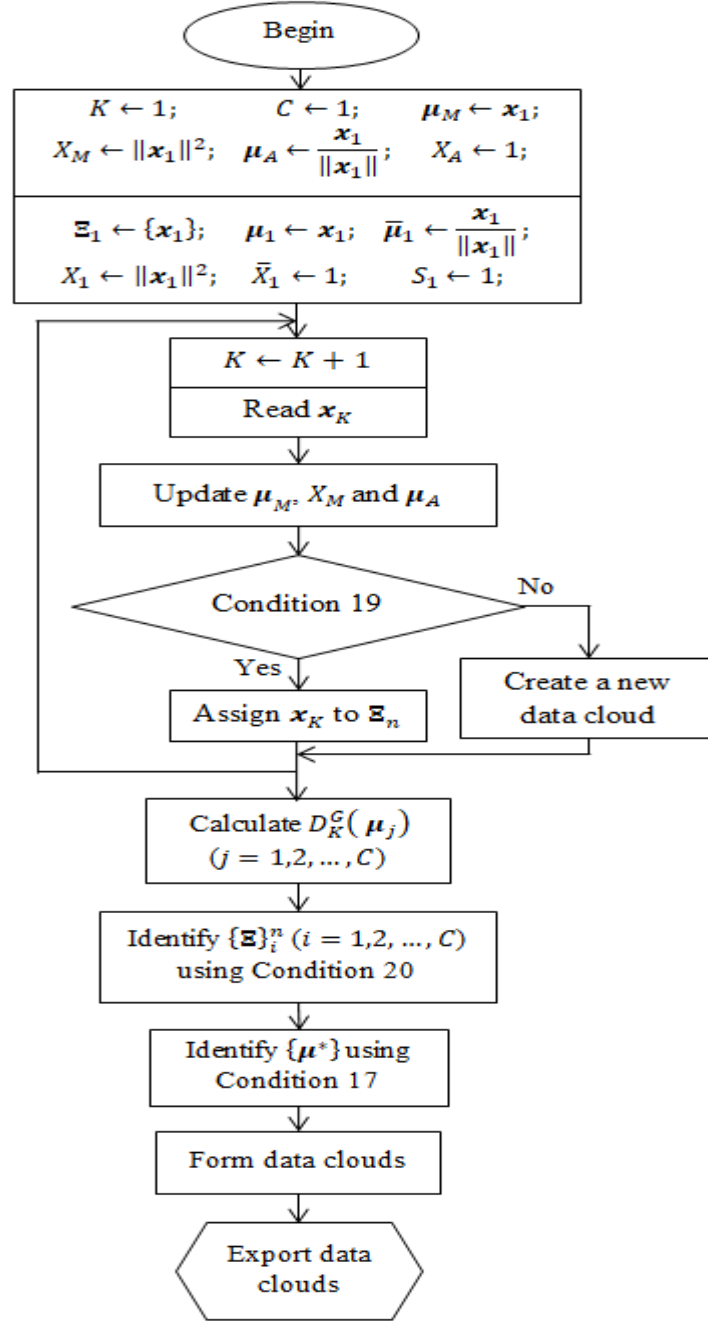 Begin
K ← 1; C ← 1; μ_M ← x_1;
X_M ← ‖x_1‖²; μ_A ← x_1/‖x_1‖; X_A ← 1;
Ξ_1 ← {x_1}; μ_1 ← x_1; μ̄_1 ← x_1/‖x_1‖;
X_1 ← ‖x_1‖²; X̄_1 ← 1; S_1 ← 1;
K ← K + 1
Read x_K
Update μ_M, X_M and μ_A
Condition 19
No
Yes
Assign x_K to Ξ_n
Create a new
data cloud
Calculate D_K^G( μ_j)
(j = 1,2, ..., C)
Identify {Ξ}_i^n (i = 1,2, ..., C)
using Condition 20
Identify {μ*} using
Condition 17
Form data clouds
Export data
clouds